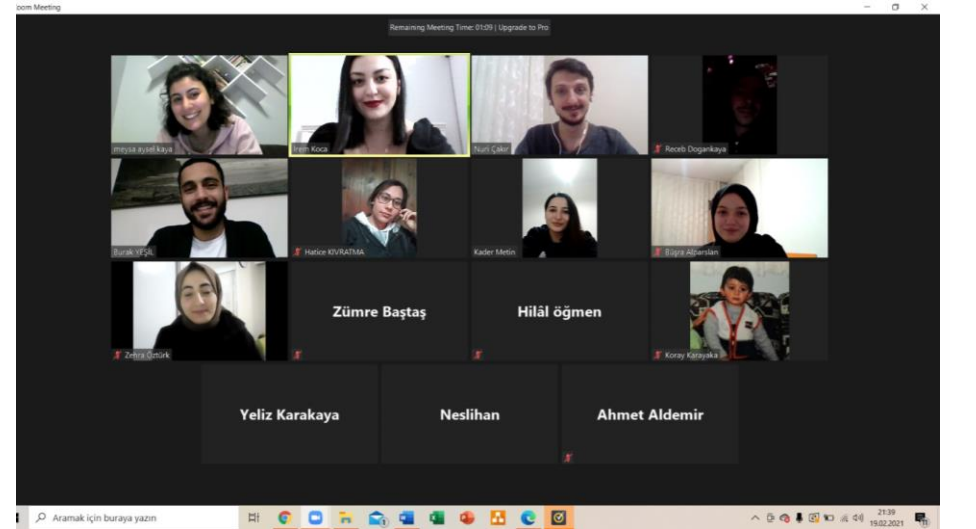 oom Meeting
Remaining Meeting Time: 01:09 | Upgrade to Pro
meysa aysel kaya
İrem Koca
Nuri Çakır
Receb Dogankaya
Burak YEŞİL
Hatice KIVRATMA
Kader Metin
Büşra Alparslan
Zehra Öztürk
Zümre Baştaş
Hilâl öğmen
Koray Karayaka
Yeliz Karakaya
Neslihan
Ahmet Aldemir
Aramak için buraya yazın
21:39
19.02.2021